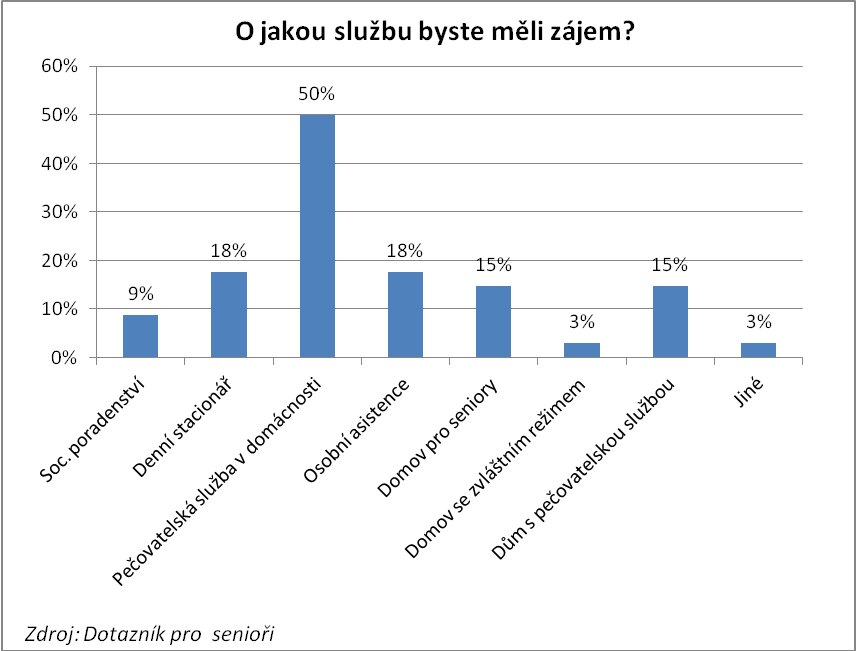 O jakou službu byste měli zájem?
60%
50%
40%
30%
20%
10%
0%
9%
18%
50%
18%
15%
3%
15%
3%
Soc. poradenství
Denní stacionář
Pečovatelská služba v domácnosti
Osobní asistence
Domov pro seniory
Domov se zvláštním režimem
Dům s pečovatelskou službou
Jiné
Zdroj: Dotazník pro  senioři